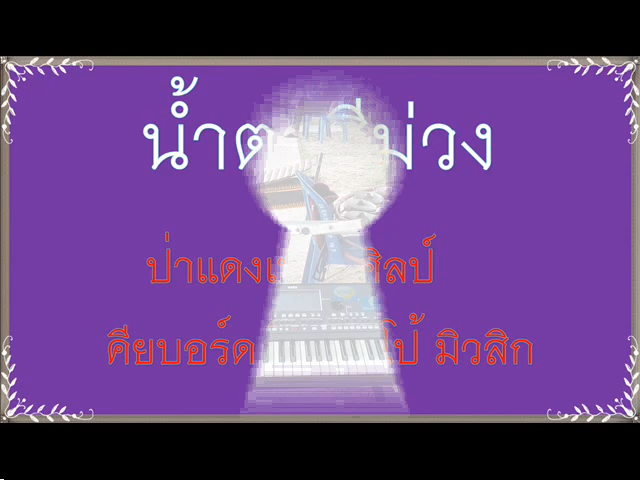 น้ำต ีม่วง
ป่าแดงเ ศิลป์
คียบอร์ด โป้ มิวสิก